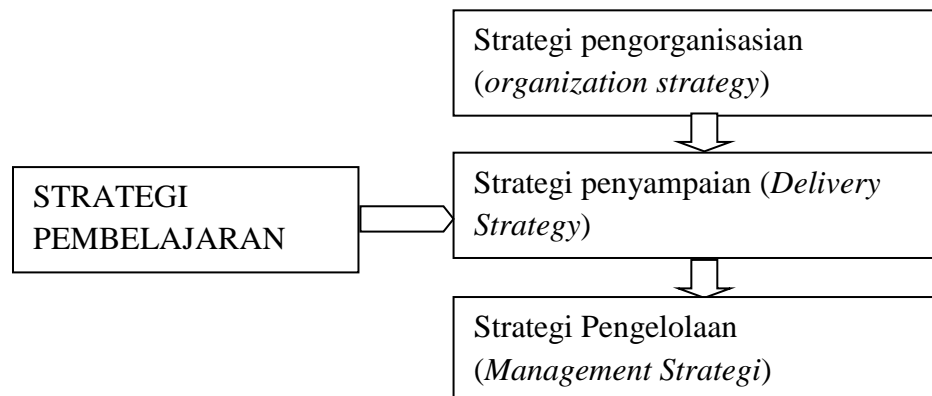 Strategi pengorganisasian
(organization strategy)
STRATEGI
PEMBELAJARAN
Strategi penyampaian (Delivery
Strategy)
Strategi Pengelolaan
(Management Strategi)